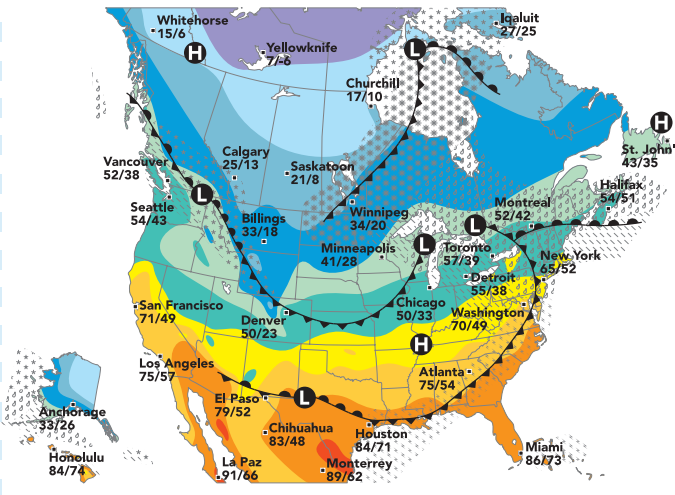 Whitehorse
15/6
H
Yellowknife
7/-6
L
Iqaluit
27/25
Churchill
17/10
H
St. John'
43/35
Vancouver
52/38
Calgary
25/13
Saskatoon
21/8
L
Seattle
54/43
Billings
33/18
Winnipeg
34/20
Minneapolis
41/28
L
Toronto
57/39
L
Montreal
52/42
Halifax
54/51
New York
65/52
Detroit
55/38
Chicago
50/33
Washington
70/49
San Francisco
71/49
Denver
50/23
H
Los Angeles
75/57
Atlanta
75/54
El Paso
79/52
L
Chihuahua
83/48
Houston
84/71
Anchorage
33/26
Honolulu
84/74
La Paz
91/66
Monterrey
89/62
Miami
86/73